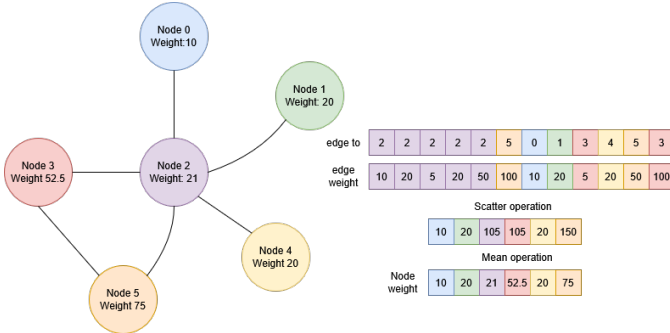 Node 0
Weight:10
Node 1
Weight: 20
Node 3
Weight 52.5
Node 2
Weight: 21
Node 4
Weight 20
Node 5
Weight 75
edge to 2 2 2 2 2 5 0 1 3 4 5 3
edge
weight 10 20 5 20 50 100 10 20 5 20 50 100
Scatter operation
10 20 105 105 20 150
Mean operation
Node
weight 10 20 21 52.5 20 75